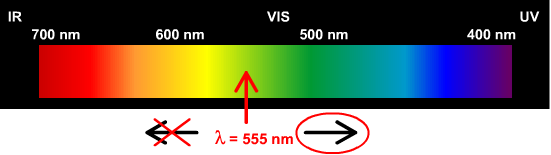 IR VIS UV
700 nm 600 nm 500 nm 400 nm
λ = 555 nm